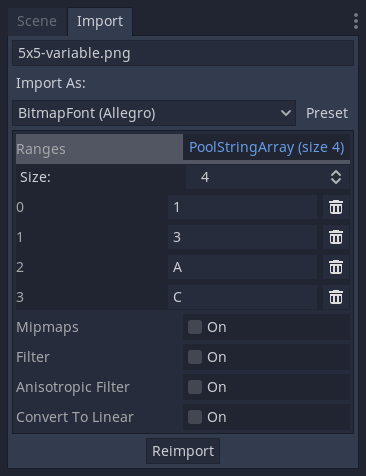 Scene Import
5x5-variable.png
Import As:
BitmapFont (Allegro) Preset
Ranges PoolStringArray (size 4)
Size: 4
0 1
1 3
2 A
3 C
Mipmaps On
Filter On
Anisotropic Filter On
Convert To Linear On
Reimport